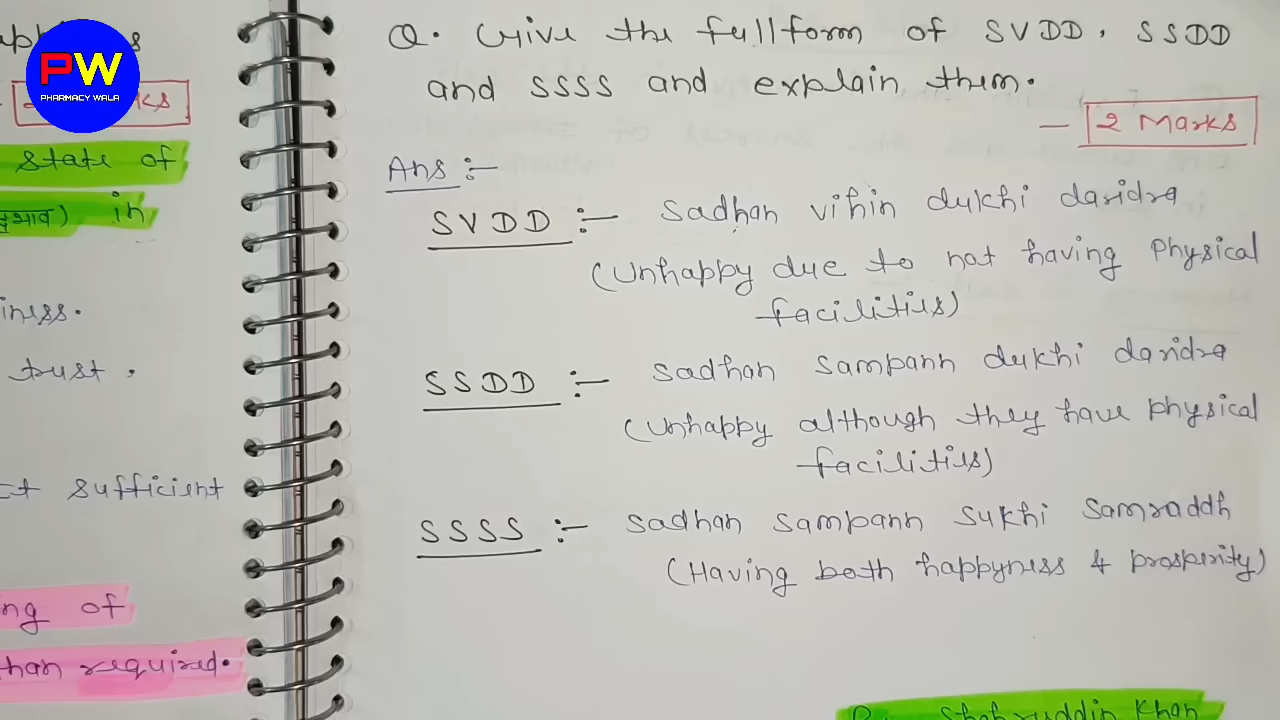 PW
PHARMACY WALA
state of
in
iness.
trust,
sufficient
ng of
han required.
Q. Give the fullform of SVDD, SSDD
and SSSS and explain them.
— 2 Marks
Ans :-
SVDD :- Sadhan vihin dukhi daridra
(Unhappy due to not having Physical
facilities)
SSDD :- Sadhan sampann dukhi daridra
(Unhappy although they have physical
facilities)
SSSS :- Sadhan sampann sukhi samraddh
(Having both happyness & prosperity)
Shahruddin Khan